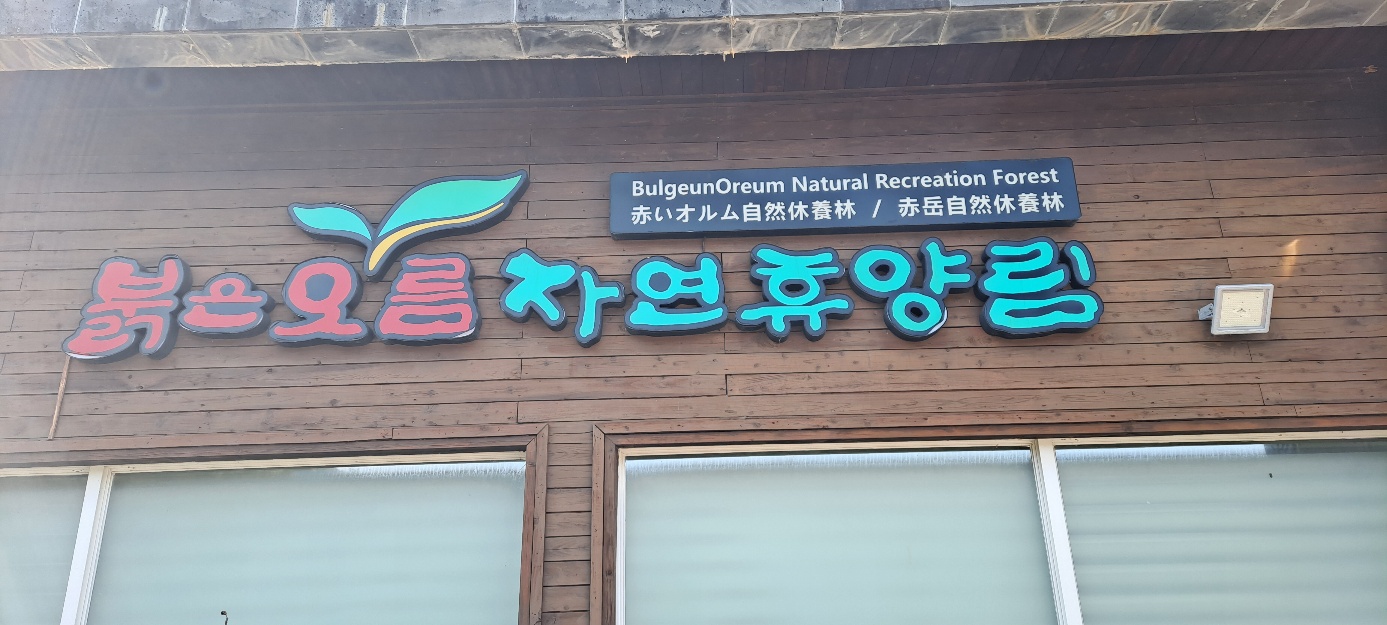 BulgeunOreum Natural Recreation Forest
赤いオルム自然休養林 / 赤岳自然休養林
붉은오름 자연휴양림